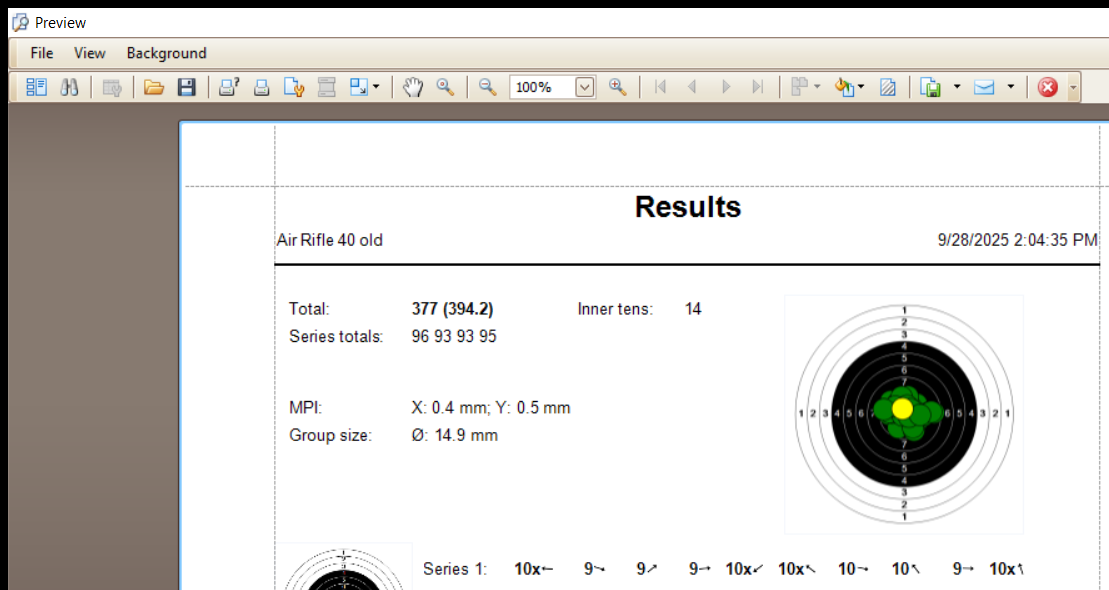 Preview
File View Background
100%
Results
Air Rifle 40 old 9/28/2025 2:04:35 PM
Total: 377 (394.2) Inner tens: 14
Series totals: 96 93 93 95
MPI: X: 0.4 mm; Y: 0.5 mm
Group size: Ø: 14.9 mm
1
2
3
4
5
6
7
1 2 3 4 5 6 7 6 5 4 3 2 1
7
6
5
4
3
2
1
Series 1: 10x← 9↘ 9↗ 9→ 10x↙ 10x↖ 10→ 10↖ 9→ 10x↑